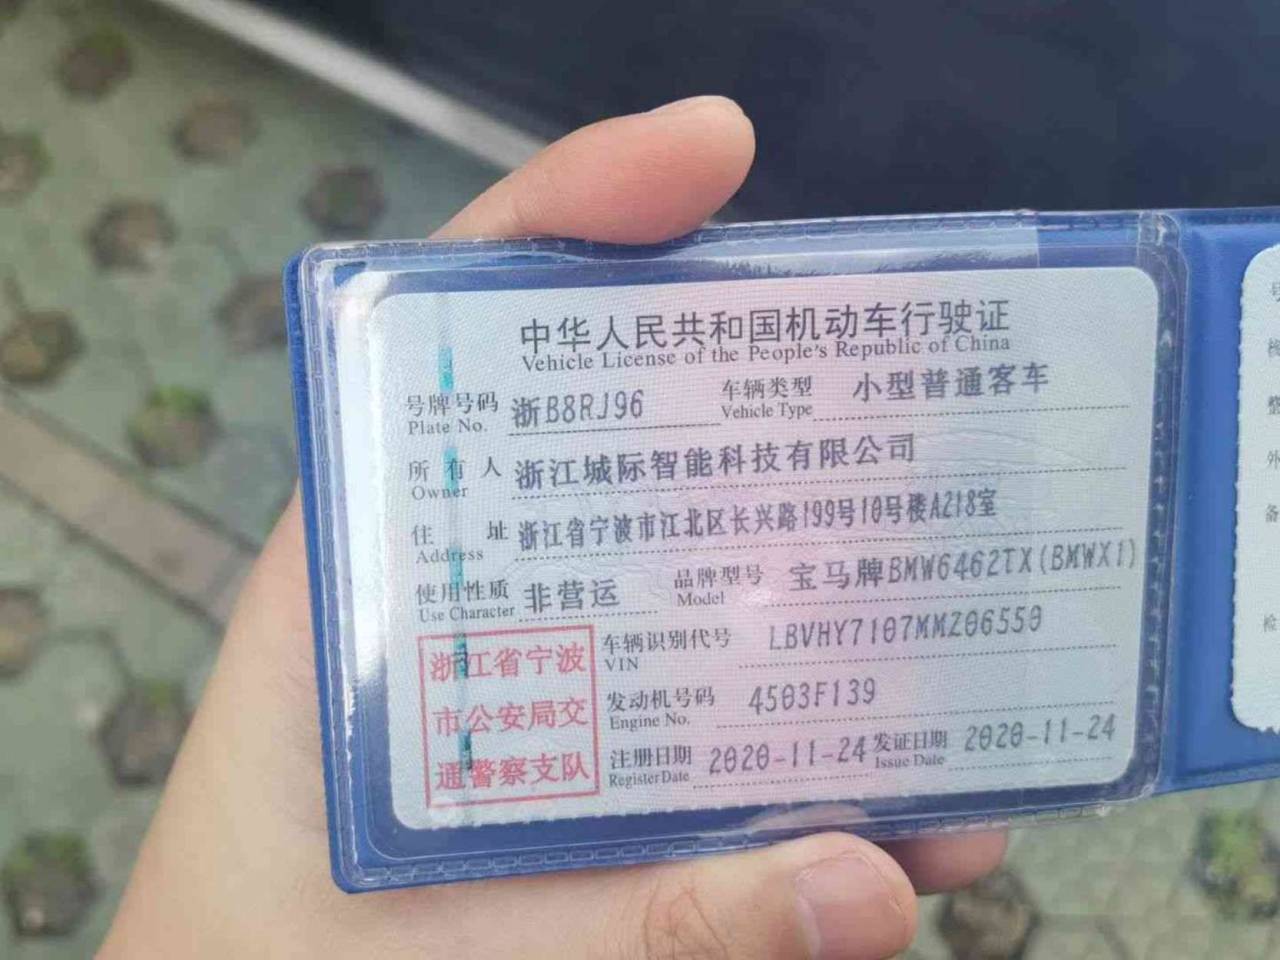 中华人民共和国机动车行驶证
Vehicle License of the People's Republic of China
号牌号码 浙B8RJ96 车辆类型 小型普通客车
Plate No. Vehicle Type
所有人 浙江城际智能科技有限公司
Owner
住址 浙江省宁波市江北区长兴路199号10号楼A218室
Address
使用性质 非营运 品牌型号 宝马牌BMW6462TX(BMWX1)
Use Character Model
浙江省宁波
市公安局交
通警察支队
车辆识别代号 LBVHY7107MMZ06550
VIN
发动机号码 4503F139
Engine No.
注册日期 2020-11-24 发证日期 2020-11-24
Register Date Issue Date
整
外
备
检